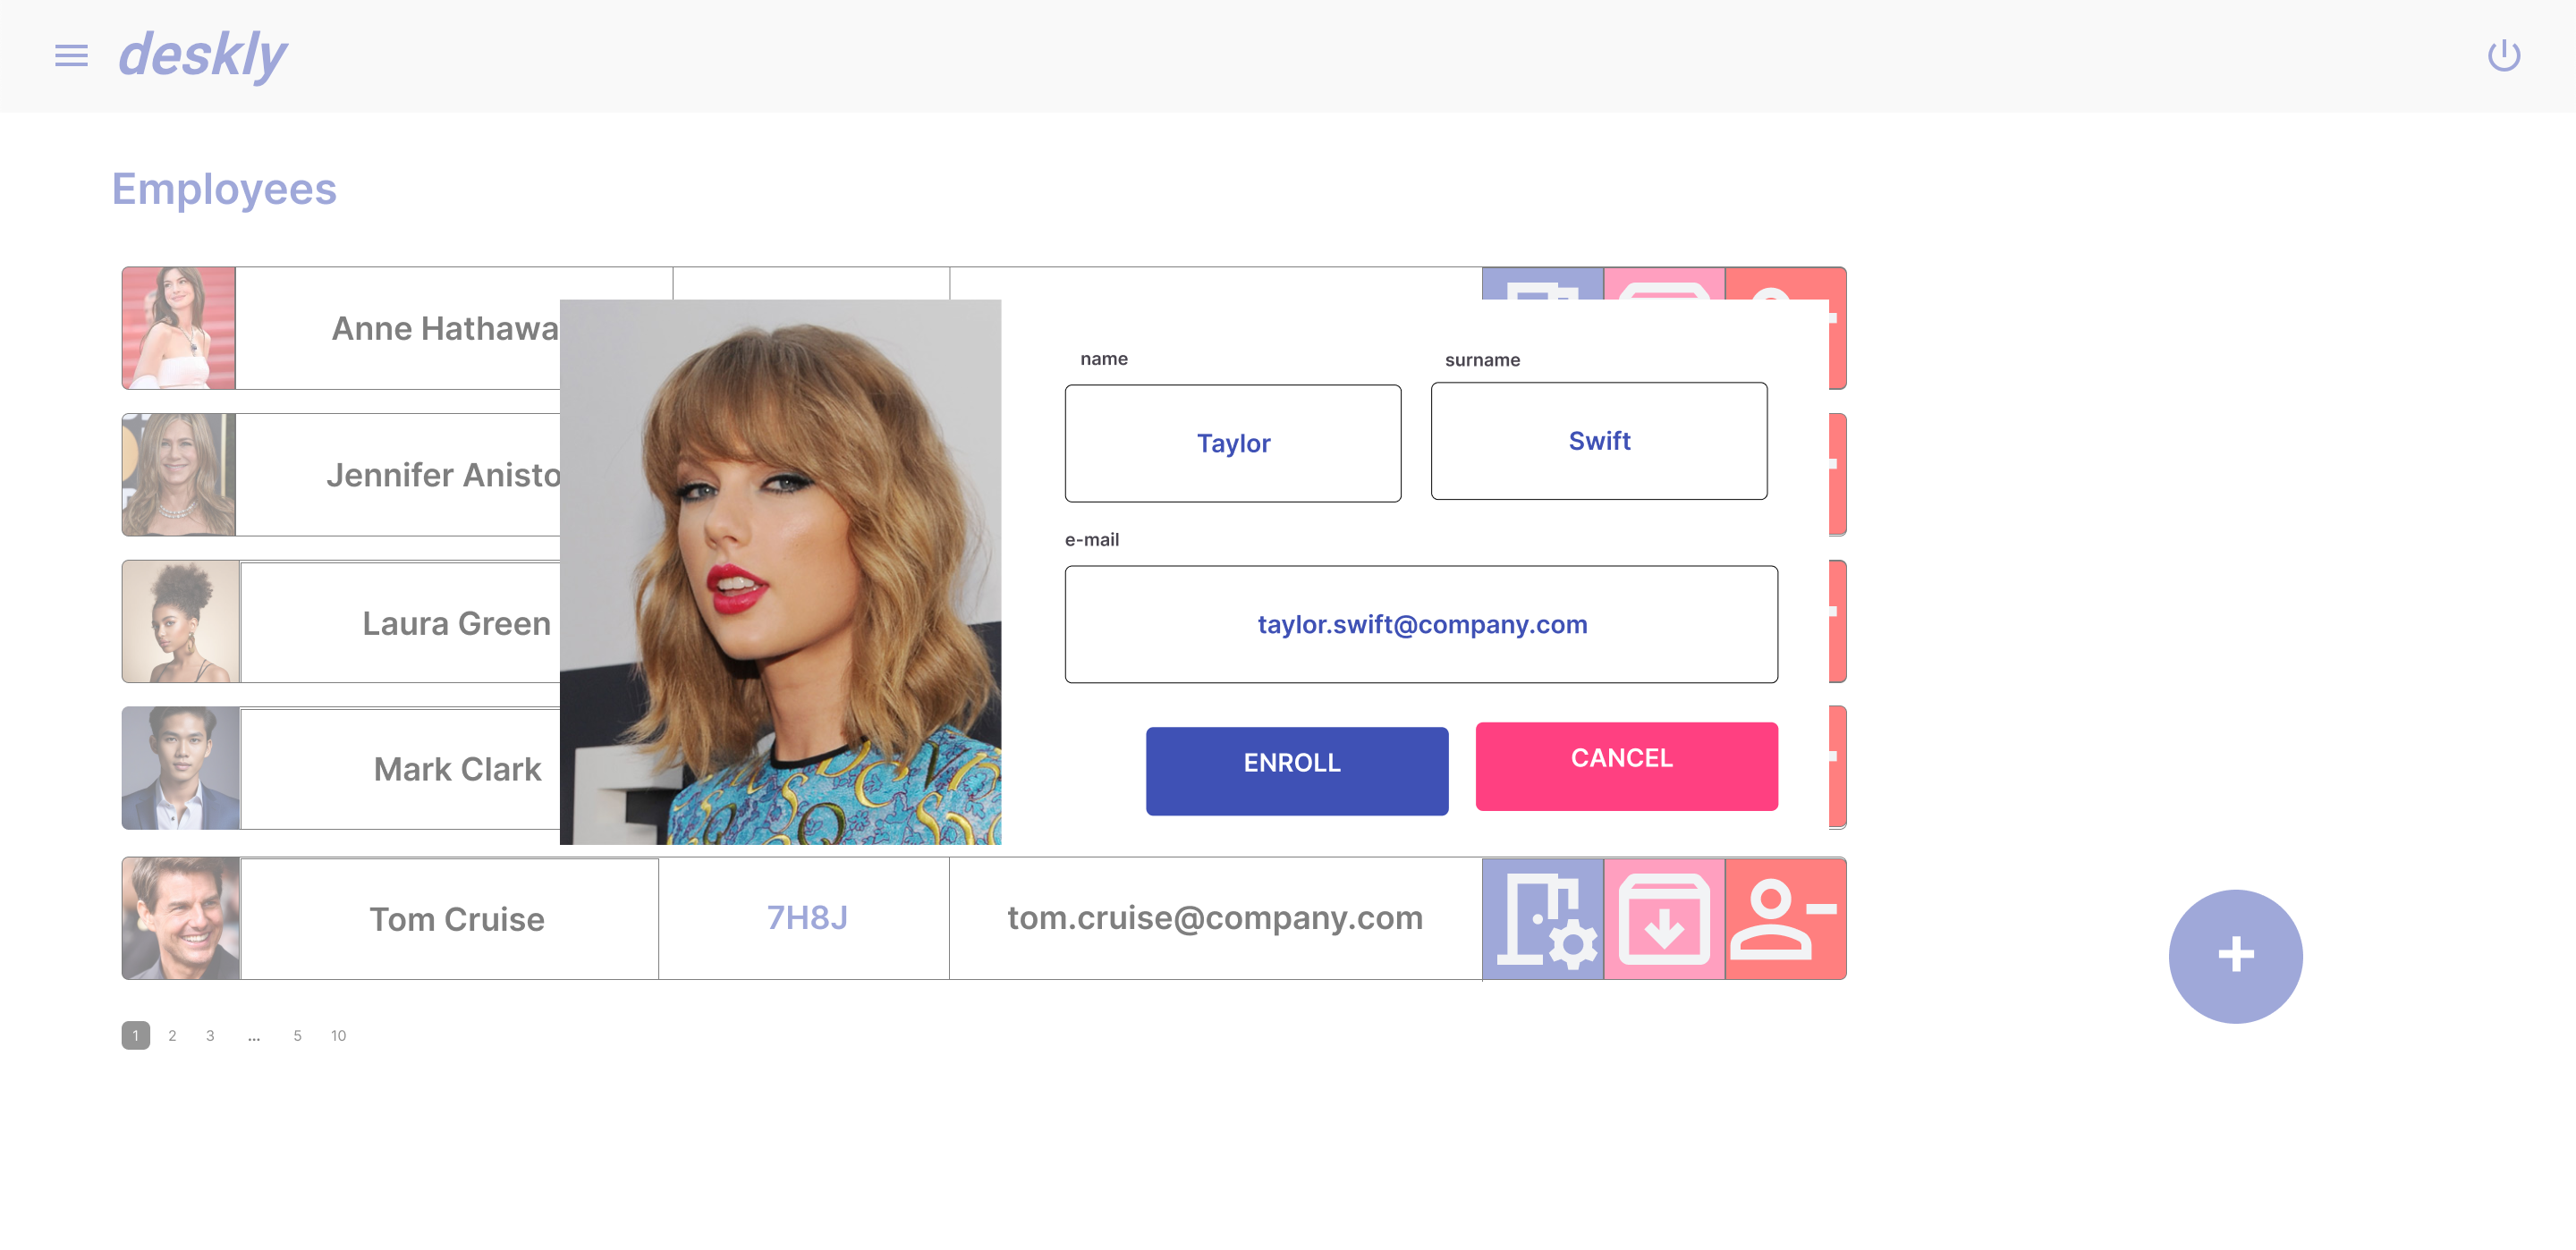 deskly
Employees
Anne Hathawa
name
surname
Taylor
Swift
Jennifer Anisto
e-mail
Laura Green
taylor.swift@company.com
Mark Clark
ENROLL
CANCEL
Tom Cruise
7H8J
tom.cruise@company.com
+
1 2 3 ... 5 10